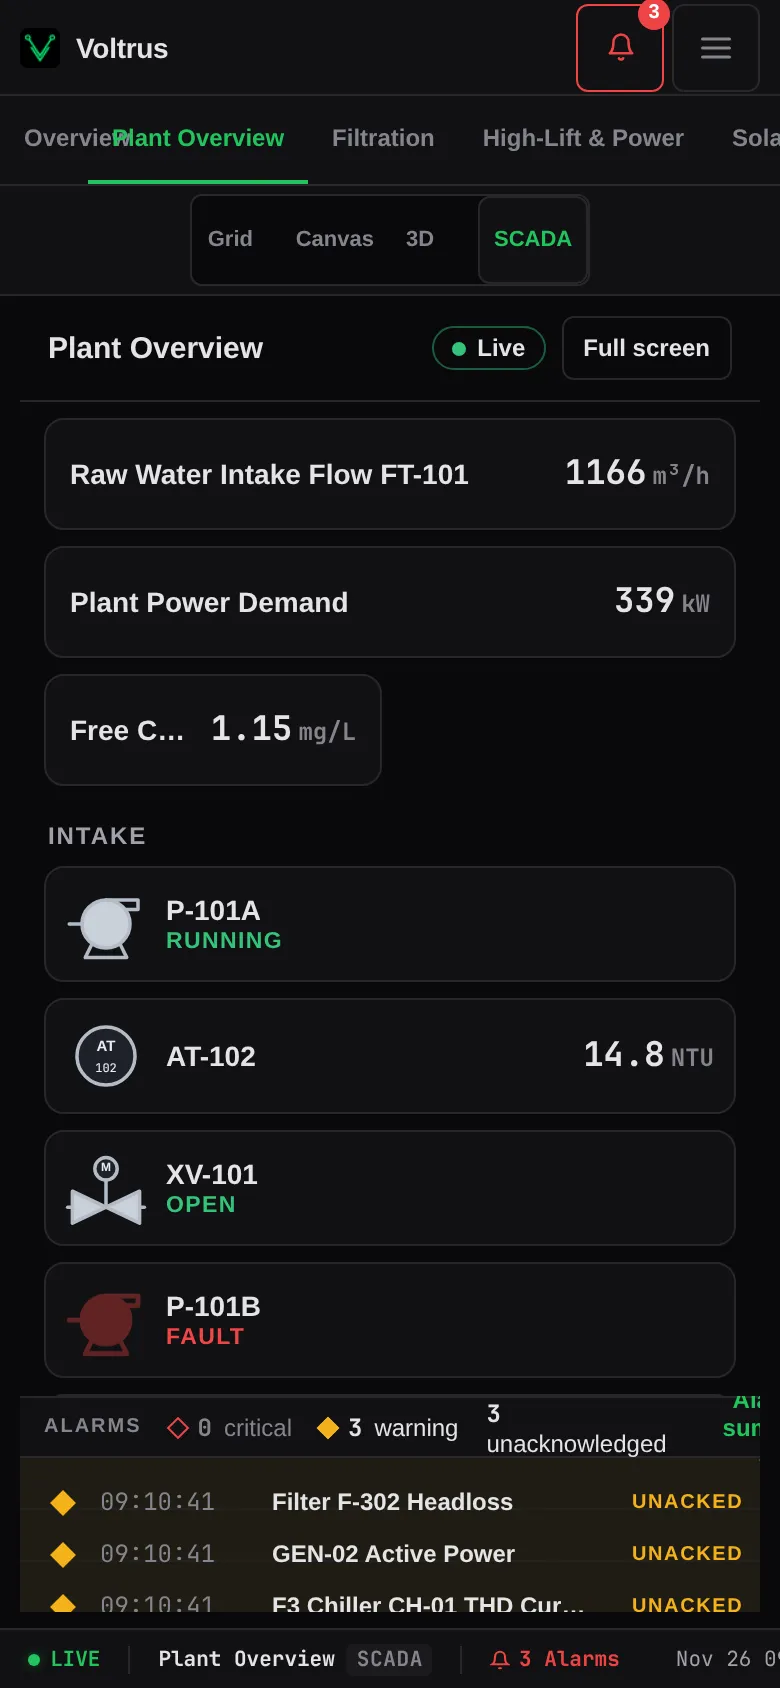 Voltrus
3
Overview Plant Overview Filtration High-Lift & Power Sola
Grid Canvas 3D SCADA
Plant Overview Live Full screen
Raw Water Intake Flow FT-101 1166 m³/h
Plant Power Demand 339 kW
Free C... 1.15 mg/L
INTAKE
P-101A
RUNNING
AT
102
AT-102 14.8 NTU
M
XV-101
OPEN
P-101B
FAULT
ALARMS 0 critical 3 warning 3 unacknowledged Ala sum
09:10:41 Filter F-302 Headloss UNACKED
09:10:41 GEN-02 Active Power UNACKED
09:10:41 F3 Chiller CH-01 THD Cur... UNACKED
LIVE Plant Overview SCADA 3 Alarms Nov 26 09